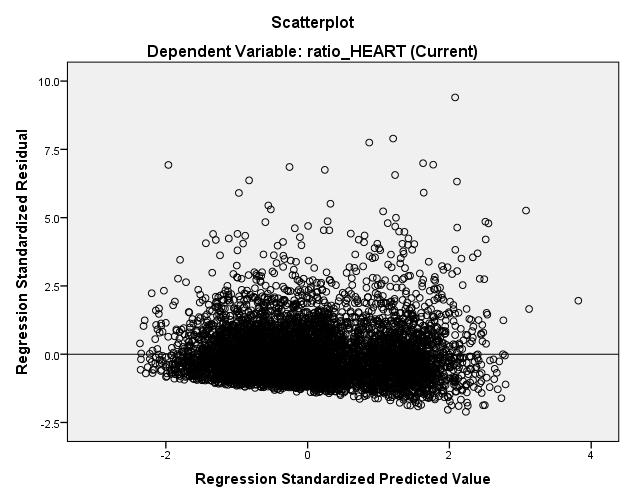 Scatterplot
Dependent Variable: ratio_HEART (Current)
Regression Standardized Residual
10.0
7.5
5.0
2.5
0.0
-2.5
-2
0
2
4
Regression Standardized Predicted Value